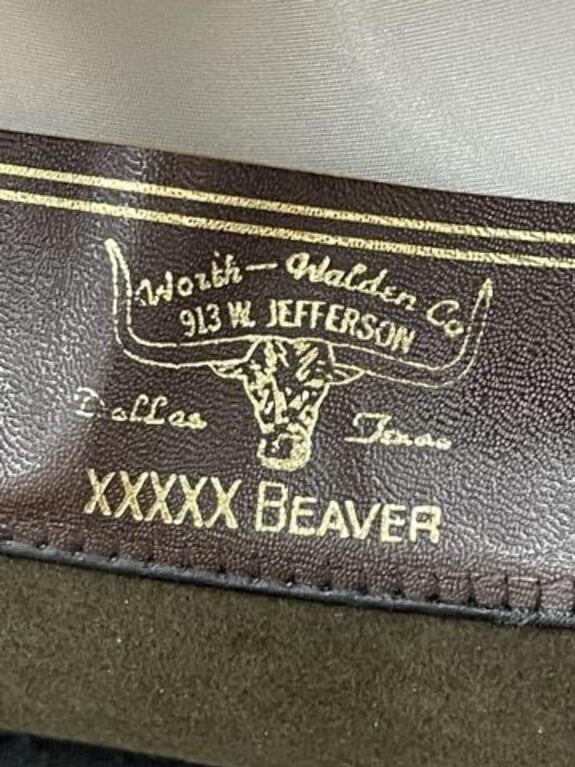 Worth — Walden Co
913 W. JEFFERSON
Dallas Texas
XXXXX BEAVER